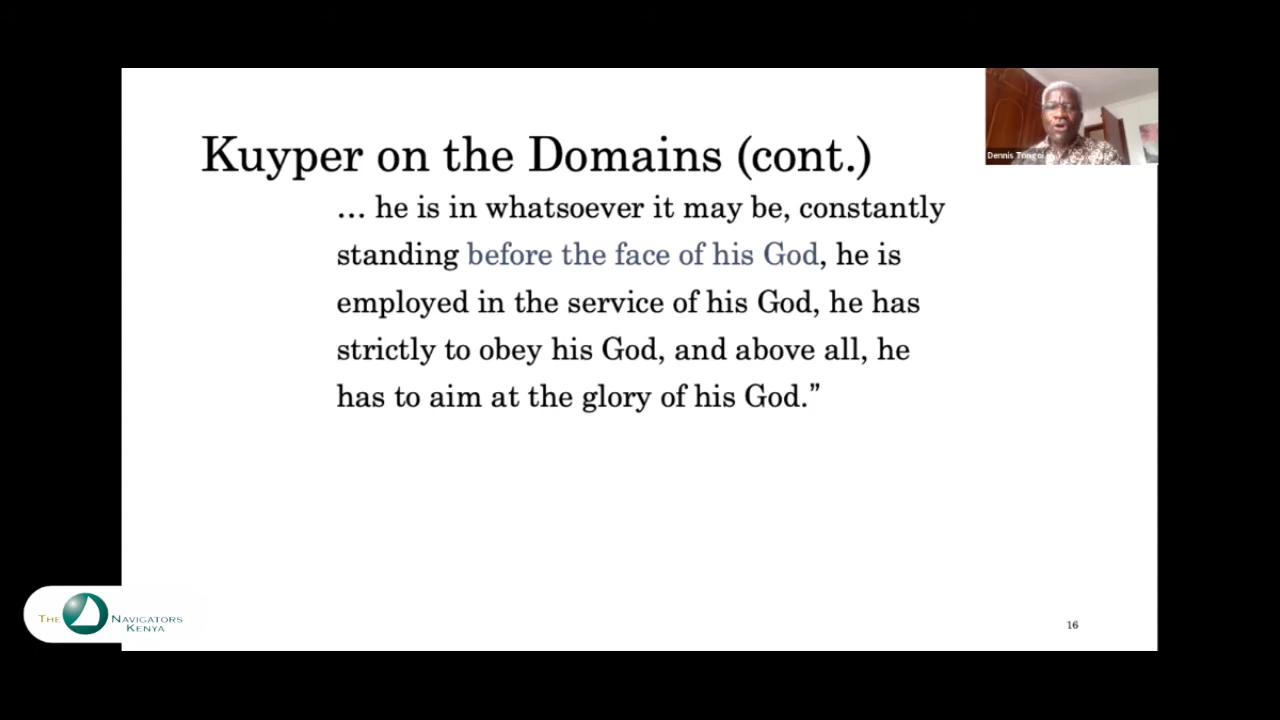 Kuyper on the Domains (cont.)
… he is in whatsoever it may be, constantly
standing before the face of his God, he is
employed in the service of his God, he has
strictly to obey his God, and above all, he
has to aim at the glory of his God.”
Dennis Tongoi
THE NAVIGATORS
KENYA
16